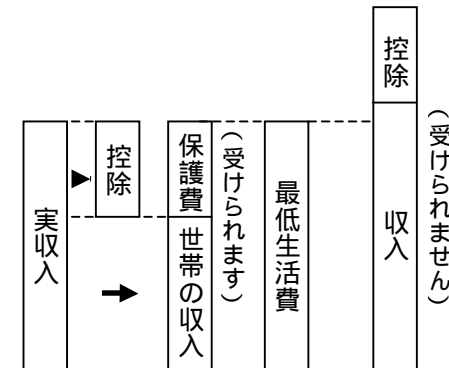 実収入
控除
保護費
世帯の収入
(受けられます)
最低生活費
控除
収入
(受けられません)